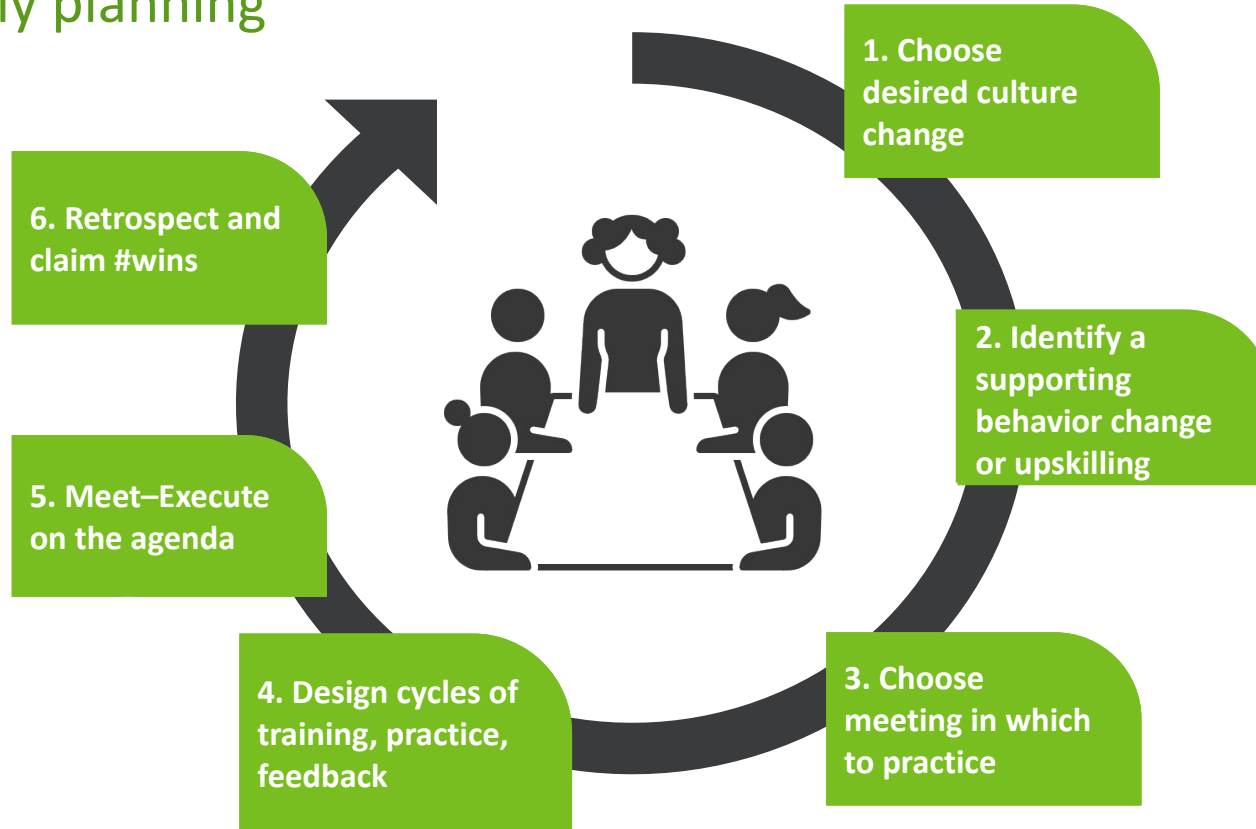 ly planning
1. Choose
desired culture
change
2. Identify a
supporting
behavior change
or upskilling
3. Choose
meeting in which
to practice
4. Design cycles of
training, practice,
feedback
5. Meet–Execute
on the agenda
6. Retrospect and
claim #wins